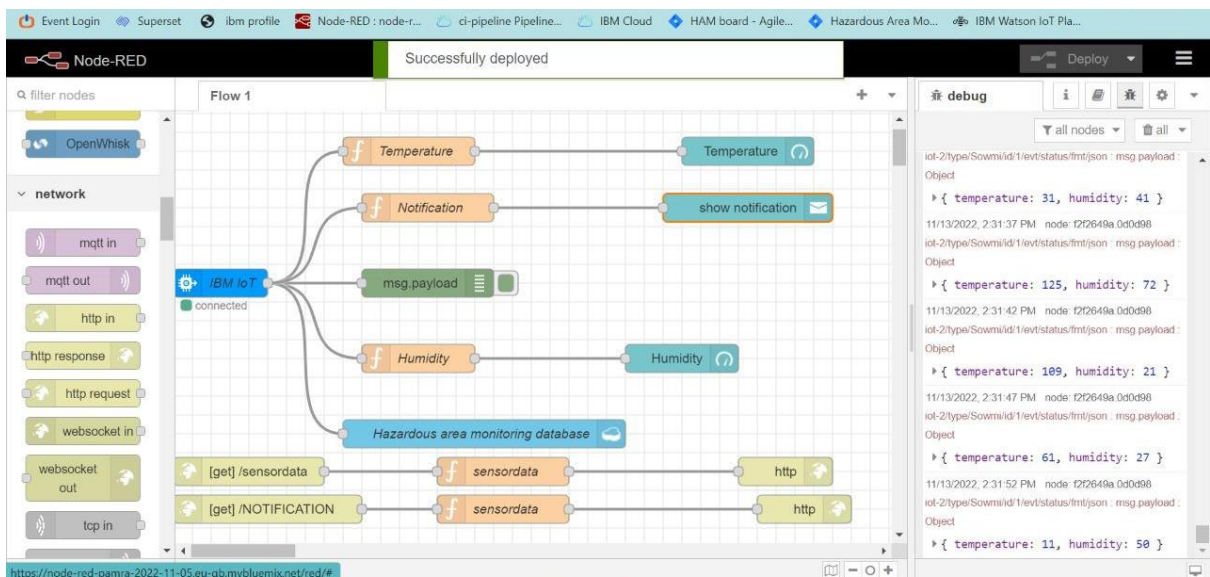 Event Login
Superset
ibm profile
Node-RED : node-r...
ci-pipeline Pipeline...
IBM Cloud
HAM board - Agile...
Hazardous Area Mo...
IBM Watson IoT Pla...
Node-RED
Successfully deployed
Deploy
filter nodes
Flow 1
debug
all nodes
all
OpenWhisk
network
mqtt in
mqtt out
http in
http response
http request
websocket in
websocket
out
tcp in
Temperature
Temperature
Notification
show notification
IBM IoT
connected
msg.payload
Humidity
Humidity
Hazardous area monitoring database
[get] /sensordata
sensordata
http
[get] /NOTIFICATION
sensordata
http
iot-2/type/Sowmi/id/1/evt/status/fmt/json : msg.payload :
Object
{ temperature: 31, humidity: 41 }
11/13/2022, 2:31:37 PM node: f2f2649a.0d0d98
iot-2/type/Sowmi/id/1/evt/status/fmt/json : msg.payload :
Object
{ temperature: 125, humidity: 72 }
11/13/2022, 2:31:42 PM node: f2f2649a.0d0d98
iot-2/type/Sowmi/id/1/evt/status/fmt/json : msg.payload :
Object
{ temperature: 109, humidity: 21 }
11/13/2022, 2:31:47 PM node: f2f2649a.0d0d98
iot-2/type/Sowmi/id/1/evt/status/fmt/json : msg.payload :
Object
{ temperature: 61, humidity: 27 }
11/13/2022, 2:31:52 PM node: f2f2649a.0d0d98
iot-2/type/Sowmi/id/1/evt/status/fmt/json : msg.payload :
Object
{ temperature: 11, humidity: 50 }
https://node-red-pamra-2022-11-05.eu-gb.mybluemix.net/red/#